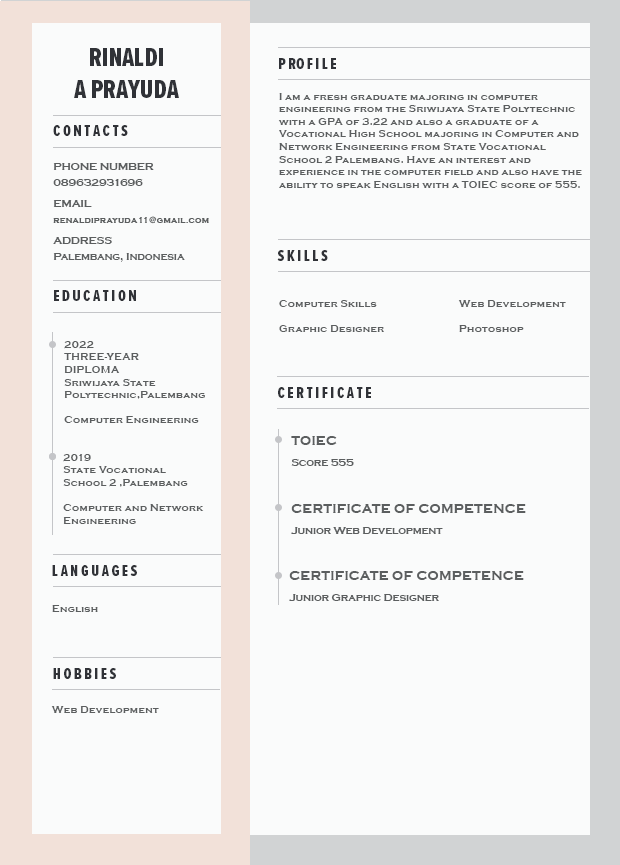 RINALDI
A PRAYUDA
CONTACTS
PHONE NUMBER
089632931696
EMAIL
RENALDIPRAYUDA11@GMAIL.COM
ADDRESS
PALEMBANG, INDONESIA
EDUCATION
2022
THREE-YEAR
DIPLOMA
SRIWIJAYA STATE
POLYTECHNIC,PALEMBANG
COMPUTER ENGINEERING
2019
STATE VOCATIONAL
SCHOOL 2 ,PALEMBANG
COMPUTER AND NETWORK
ENGINEERING
LANGUAGES
ENGLISH
HOBBIES
WEB DEVELOPMENT
PROFILE
I AM A FRESH GRADUATE MAJORING IN COMPUTER
ENGINEERING FROM THE SRIWIJAYA STATE POLYTECHNIC
WITH A GPA OF 3.22 AND ALSO A GRADUATE OF A
VOCATIONAL HIGH SCHOOL MAJORING IN COMPUTER AND
NETWORK ENGINEERING FROM STATE VOCATIONAL
SCHOOL 2 PALEMBANG. HAVE AN INTEREST AND
EXPERIENCE IN THE COMPUTER FIELD AND ALSO HAVE THE
ABILITY TO SPEAK ENGLISH WITH A TOIEC SCORE OF 555.
SKILLS
COMPUTER SKILLS
WEB DEVELOPMENT
GRAPHIC DESIGNER
PHOTOSHOP
CERTIFICATE
TOIEC
SCORE 555
CERTIFICATE OF COMPETENCE
JUNIOR WEB DEVELOPMENT
CERTIFICATE OF COMPETENCE
JUNIOR GRAPHIC DESIGNER